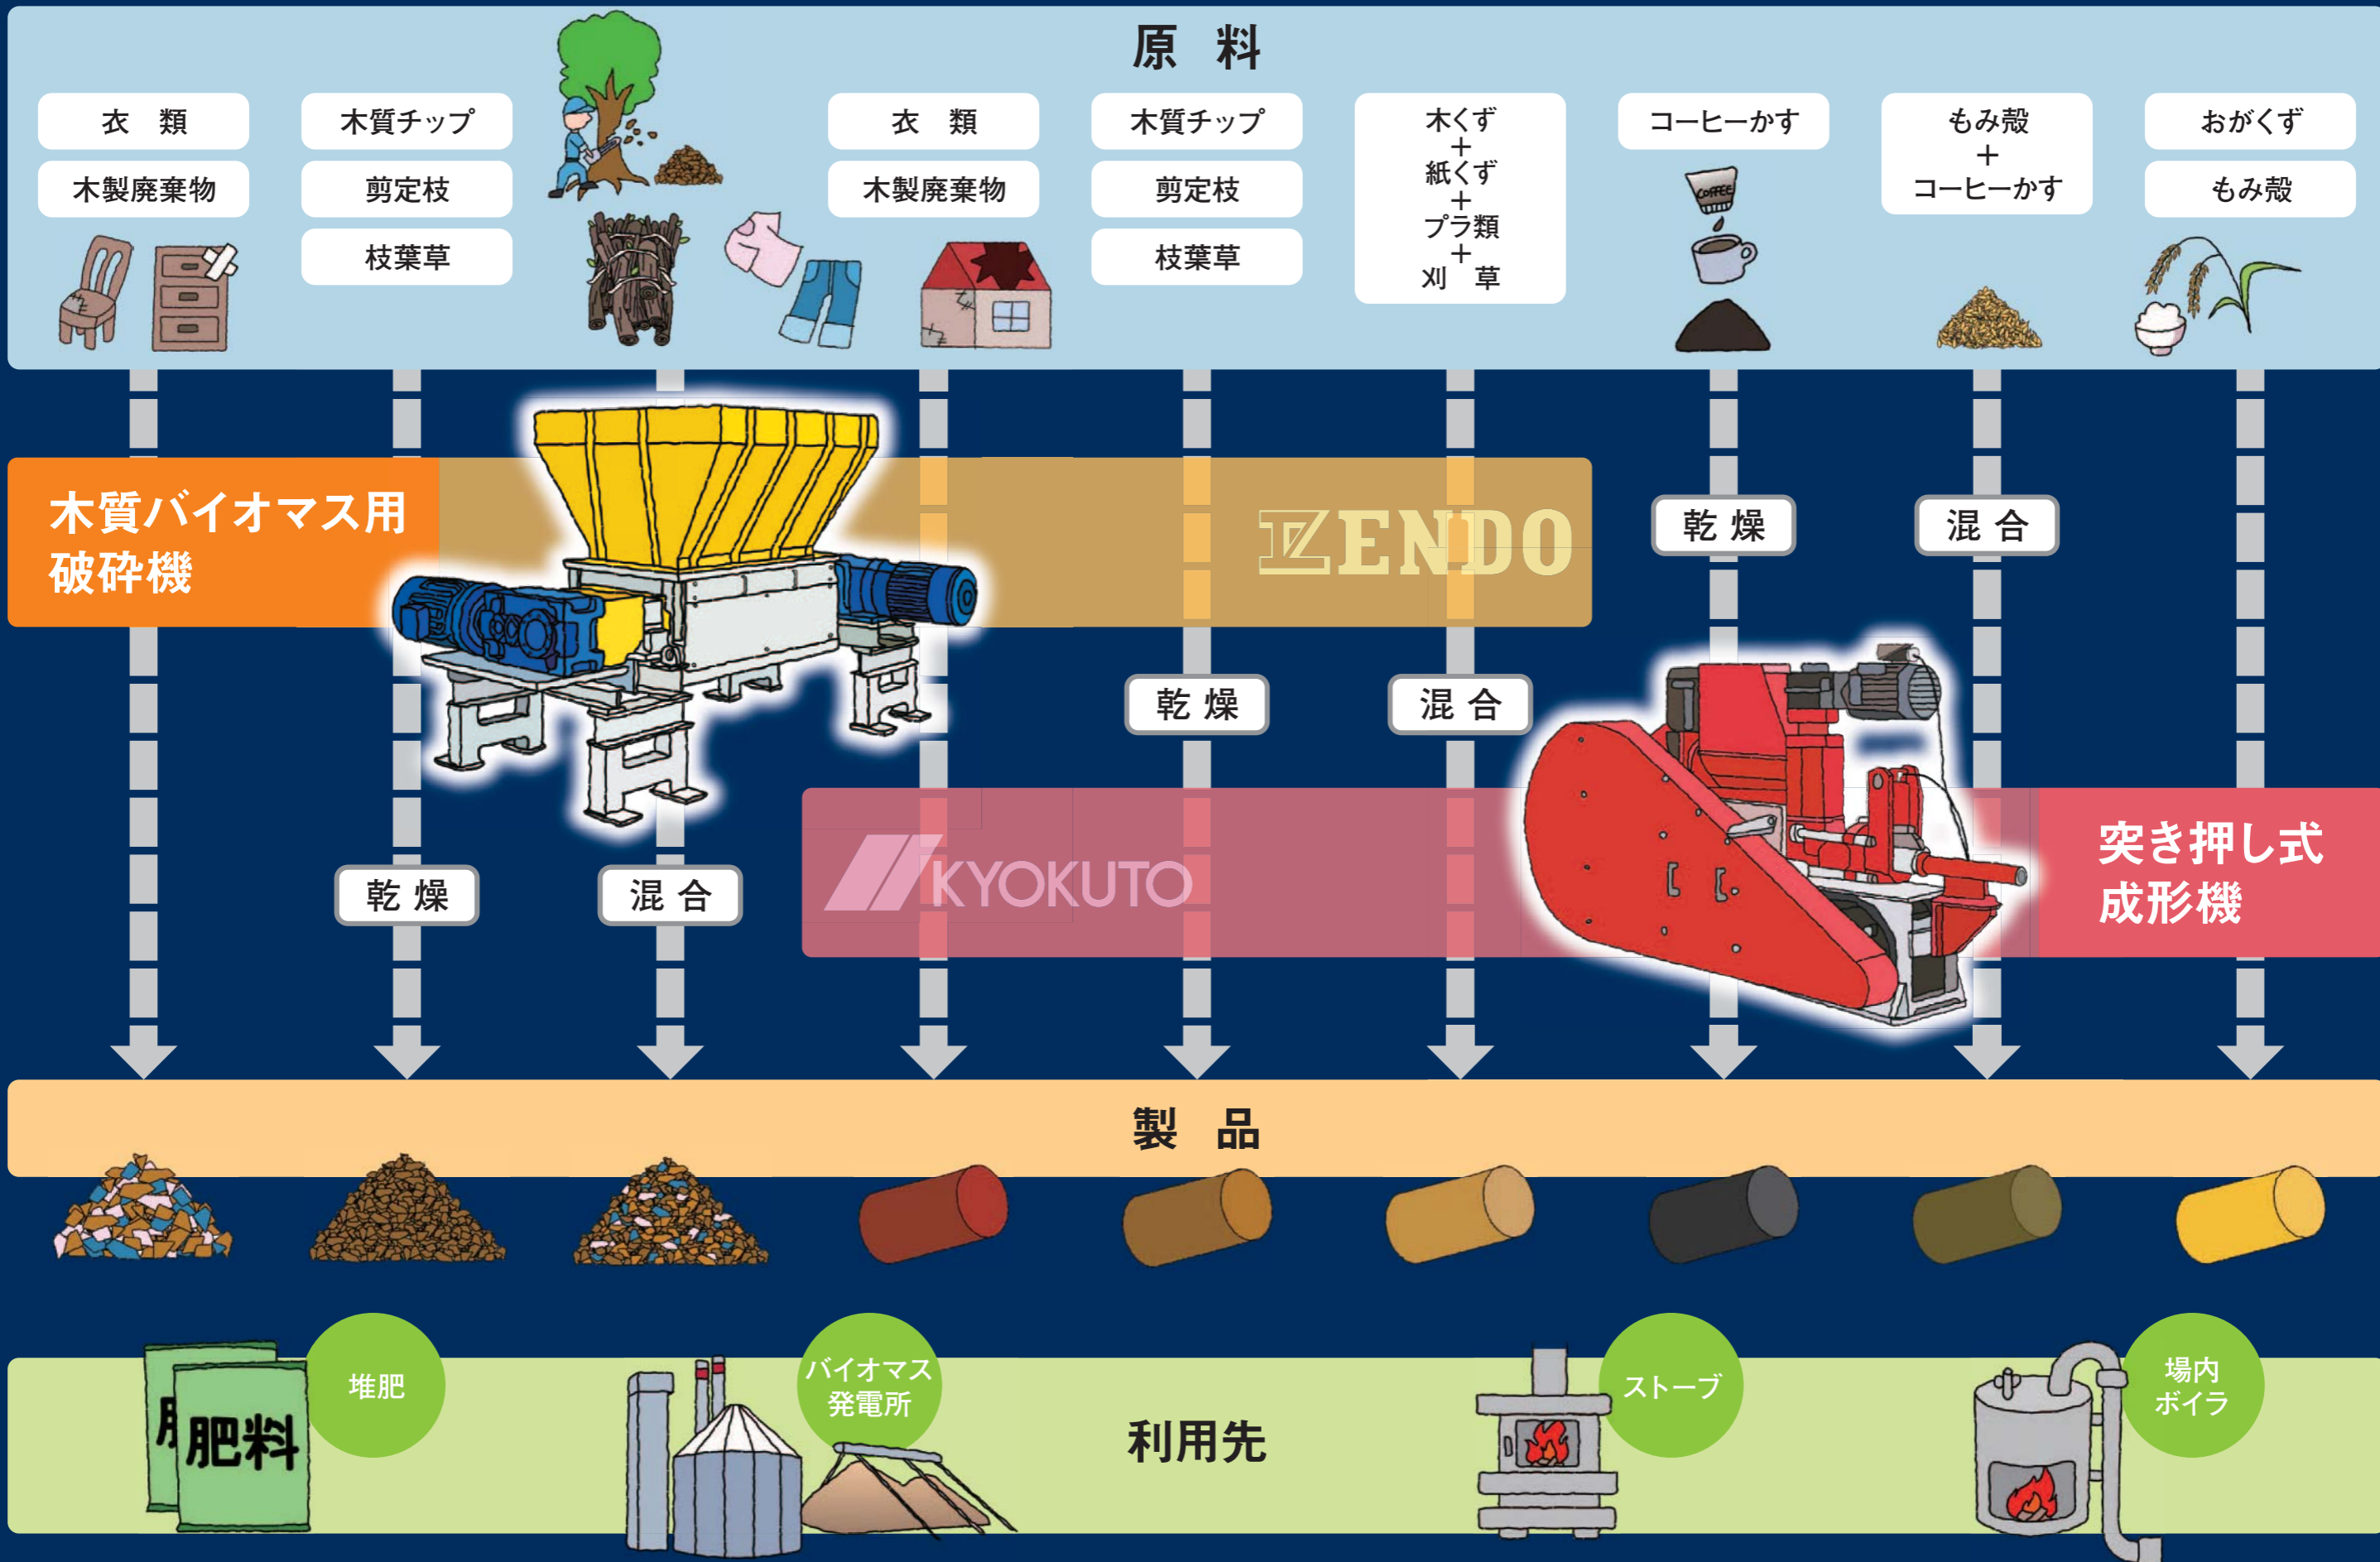 原　料
衣　類
木製廃棄物
木質チップ
剪定枝
枝葉草
衣　類
木製廃棄物
木質チップ
剪定枝
枝葉草
木くず
＋
紙くず
＋
プラ類
＋
刈　草
コーヒーかす
COFFEE
もみ殻
＋
コーヒーかす
おがくず
もみ殻
木質バイオマス用
破砕機
ENDO
乾 燥
混 合
乾 燥
混 合
乾 燥
混 合
KYOKUTO
突き押し式
成形機
製　品
肥料
堆肥
バイオマス
発電所
利用先
ストーブ
場内
ボイラ